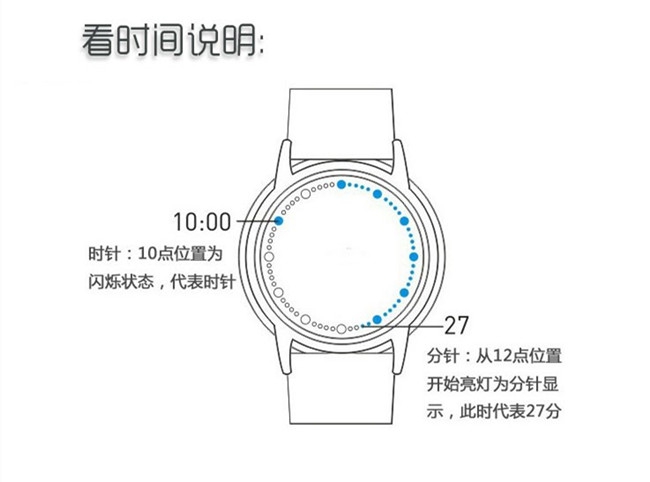 看时间说明:
10:00
时针：10点位置为
闪烁状态，代表时针
27
分针：从12点位置
开始亮灯为分针显
示，此时代表27分